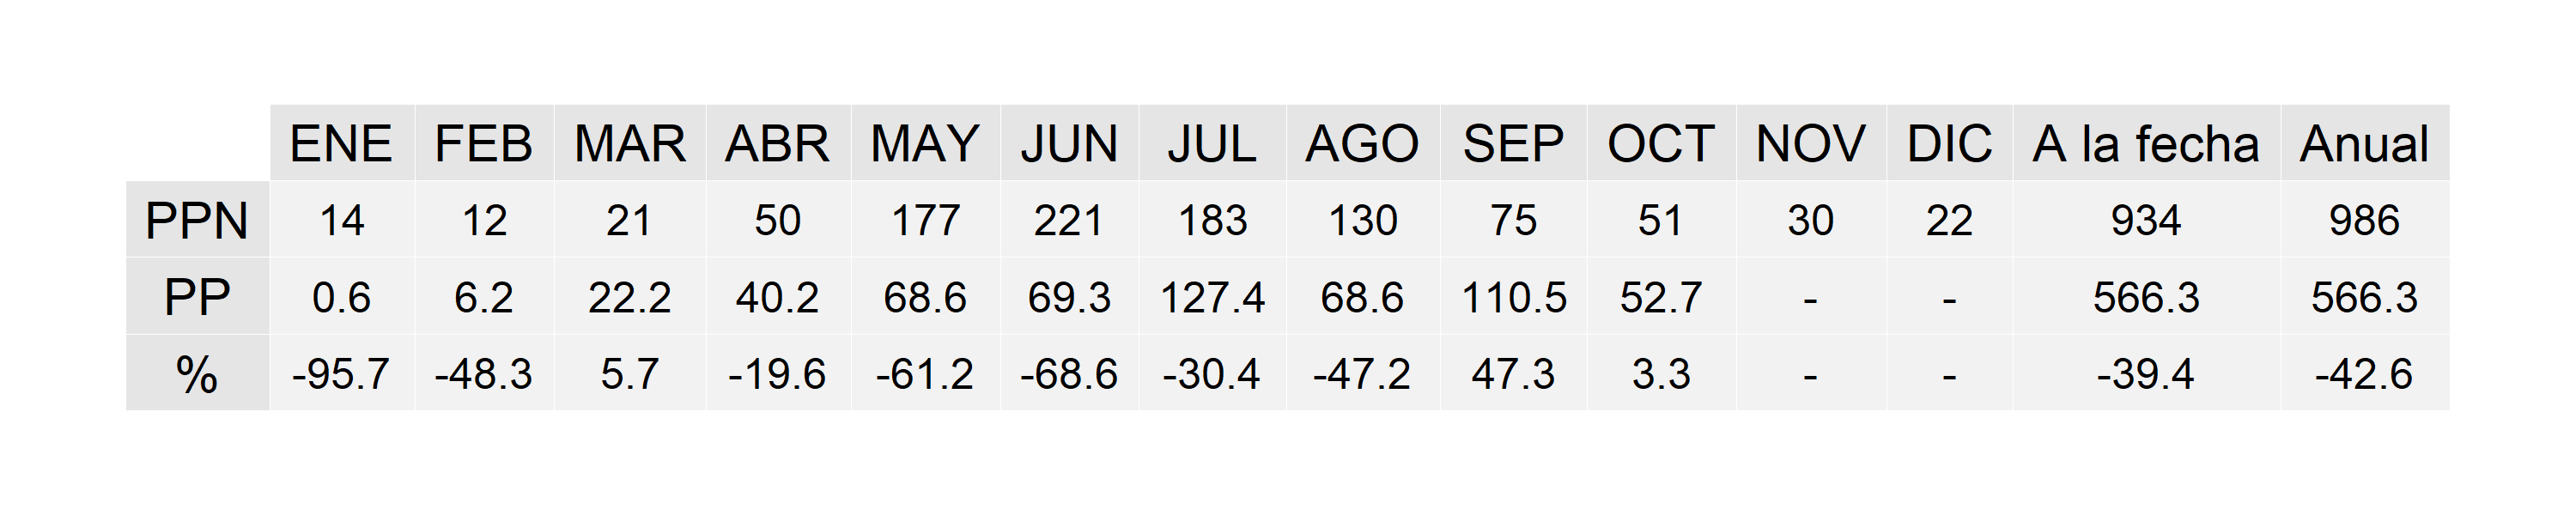 ENE FEB MAR ABR MAY JUN JUL AGO SEP OCT NOV DIC A la fecha Anual
PPN 14 12 21 50 177 221 183 130 75 51 30 22 934 986
PP 0.6 6.2 22.2 40.2 68.6 69.3 127.4 68.6 110.5 52.7 - - 566.3 566.3
% -95.7 -48.3 5.7 -19.6 -61.2 -68.6 -30.4 -47.2 47.3 3.3 - - -39.4 -42.6